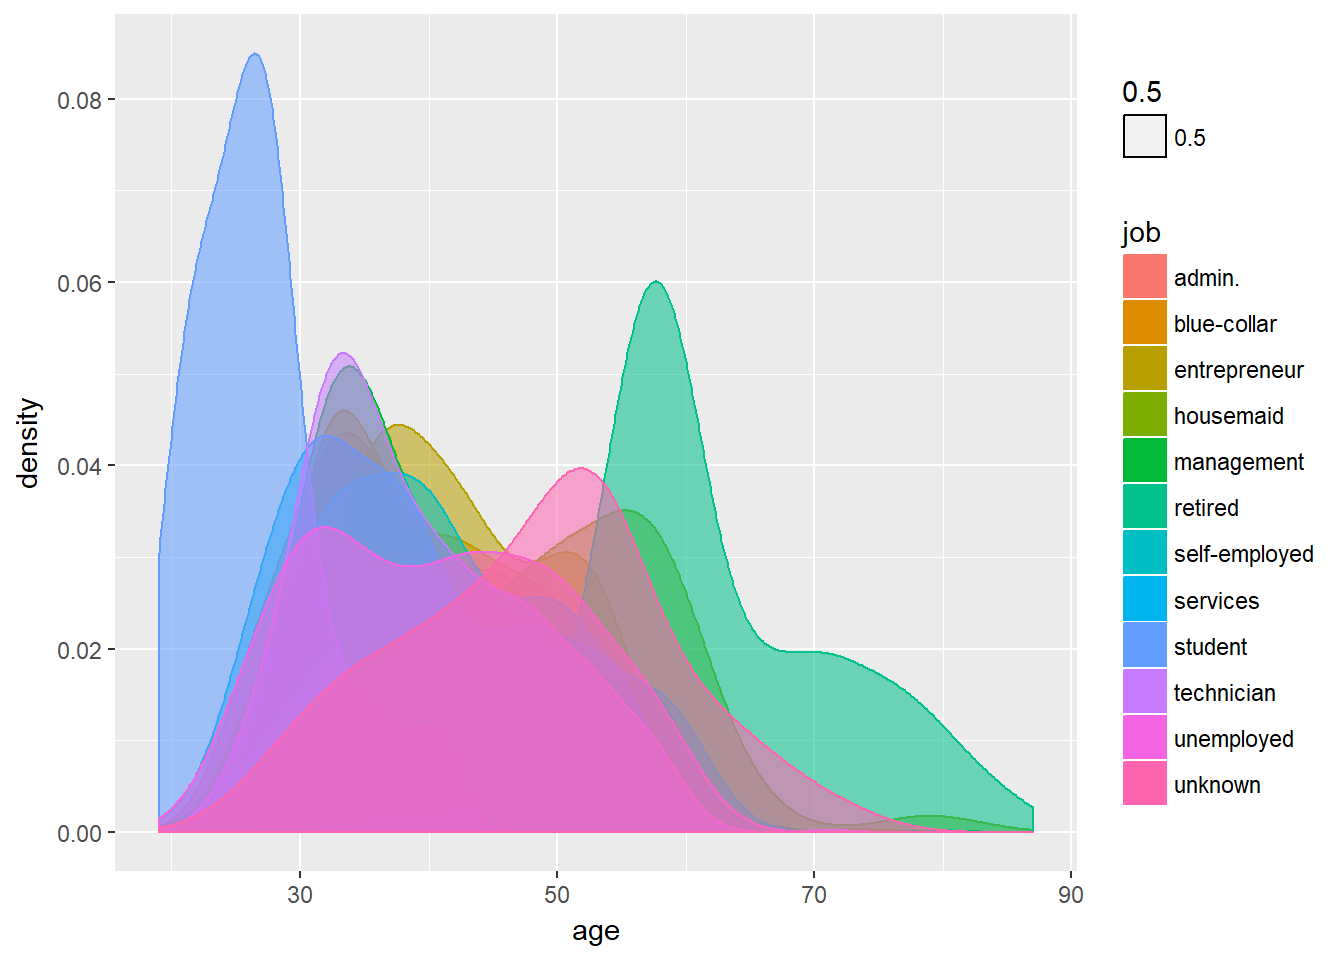 0.08
0.06
0.04
0.02
0.00
density
30 50 70 90
age
0.5
0.5
job
admin.
blue-collar
entrepreneur
housemaid
management
retired
self-employed
services
student
technician
unemployed
unknown